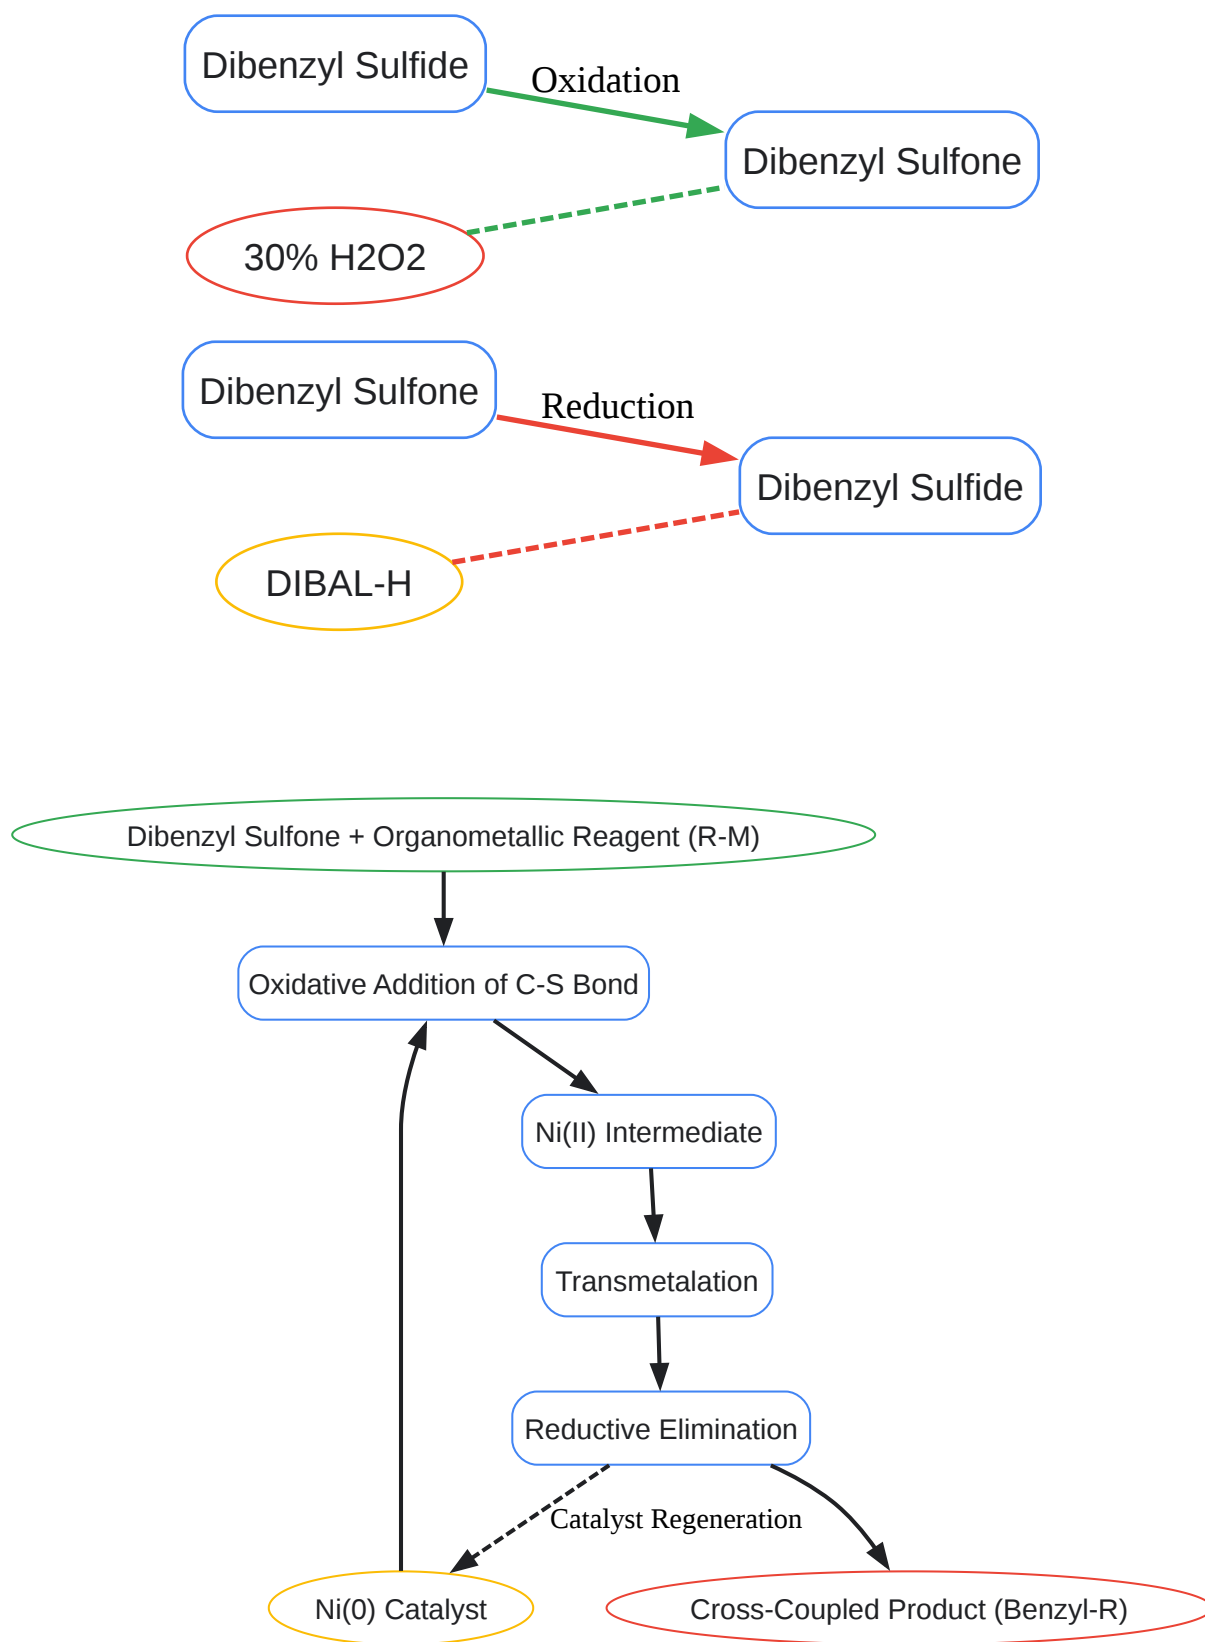 Dibenzyl Sulfide
Oxidation
Dibenzyl Sulfone
30% H2O2
Dibenzyl Sulfone
Reduction
Dibenzyl Sulfide
DIBAL-H
Dibenzyl Sulfone + Organometallic Reagent (R-M)
Oxidative Addition of C-S Bond
Ni(II) Intermediate
Transmetalation
Reductive Elimination
Catalyst Regeneration
Ni(0) Catalyst
Cross-Coupled Product (Benzyl-R)